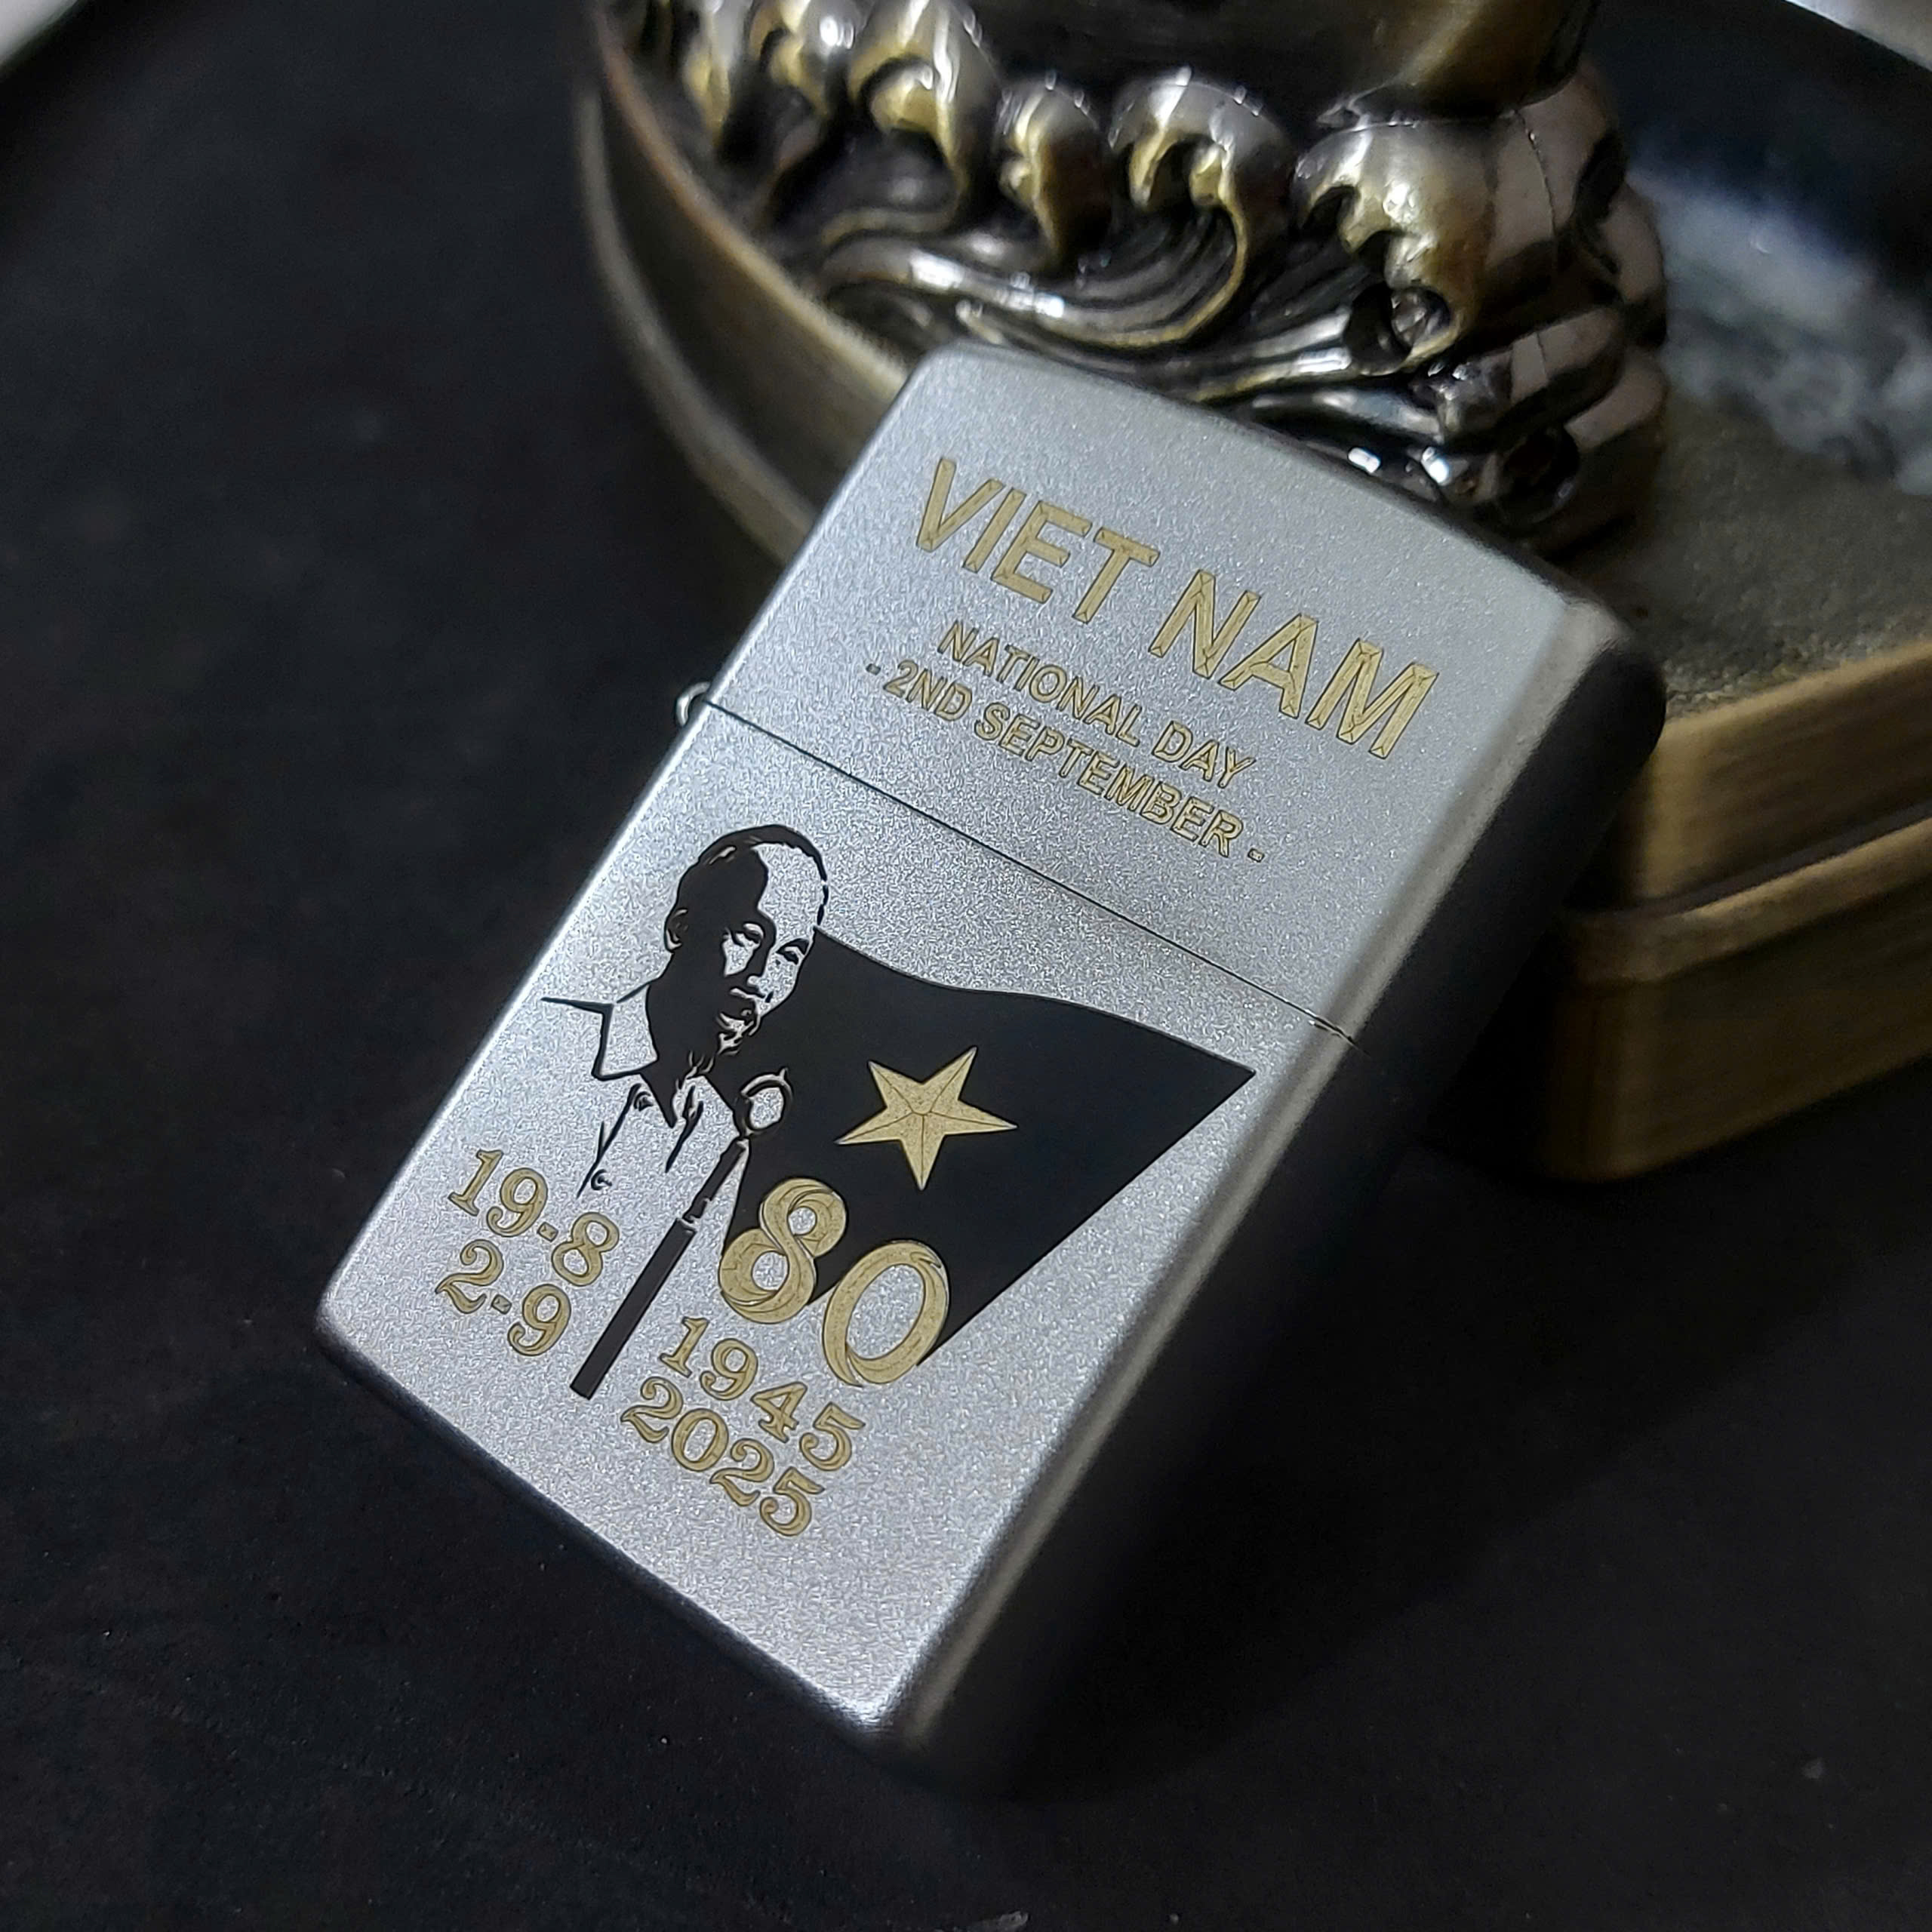 VIET NAM
NATIONAL DAY
- 2ND SEPTEMBER -
19-8
2-9
80
1945
2025